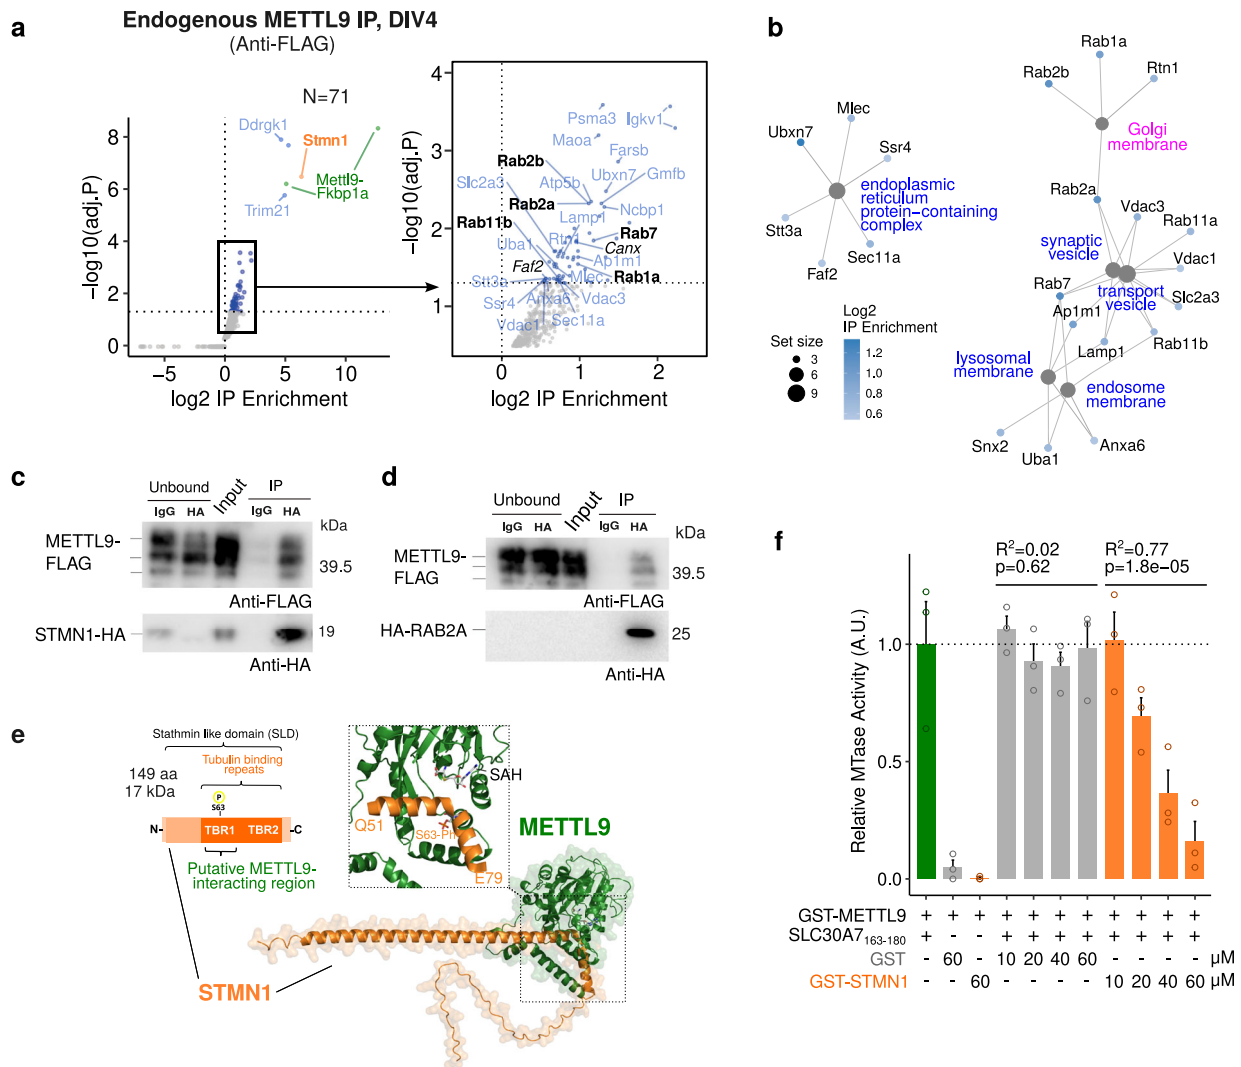 a
Endogenous METTL9 IP, DIV4
(Anti-FLAG)
N=71
Ddrgk1
Stmn1
Mettl9-
Fkbp1a
Trim21
−log10(adj.P)
8
6
4
2
0
-5
0
5
10
log2 IP Enrichment
−log10(adj.P)
4
3
2
1
Psma3
Igkv1
Maoa
Farsb
Rab2b
Ubxn7
Slc2a3
Atp5b
Gmfb
Rab2a
Ncbp1
Rab11b
Lamp1
Rab7
Uba1
Rtn1
Canx
Faf2
Ap1m1
Stt3a
Mlec
Rab1a
Ssr4
Anxa6
Vdac3
Vdac1
Sec11a
0
1
2
log2 IP Enrichment
b
Rab1a
Rab2b
Rtn1
Golgi
membrane
Mlec
Ubxn7
Ssr4
endoplasmic
reticulum
protein-containing
complex
Stt3a
Sec11a
Faf2
Rab2a
Vdac3
Rab11a
synaptic
vesicle
Vdac1
Rab7
transport
vesicle
Slc2a3
Ap1m1
Rab11b
Lamp1
lysosomal
membrane
endosome
membrane
Snx2
Uba1
Anxa6
Set size
3
6
9
Log2
IP Enrichment
1.2
1.0
0.8
0.6
c
Unbound
Input
IP
IgG
HA
IgG
HA
kDa
METTL9-
FLAG
39.5
Anti-FLAG
STMN1-HA
19
Anti-HA
d
Unbound
Input
IP
IgG
HA
IgG
HA
kDa
METTL9-
FLAG
39.5
Anti-FLAG
HA-RAB2A
25
Anti-HA
e
Stathmin like domain (SLD)
Tubulin binding
repeats
149 aa
17 kDa
P
S63
N-
TBR1
TBR2
-C
Putative METTL9-
interacting region
SAH
Q51
S63-Ph
E79
METTL9
STMN1
f
R²=0.02
p=0.62
R²=0.77
p=1.8e−05
Relative MTase Activity (A.U.)
1.0
0.5
0.0
GST-METTL9 + + + + + + + + + + +
SLC30A7163-180 + - - + + + + + + + +
GST - 60 - 10 20 40 60 - - - - µM
GST-STMN1 - - 60 - - - - 10 20 40 60 µM